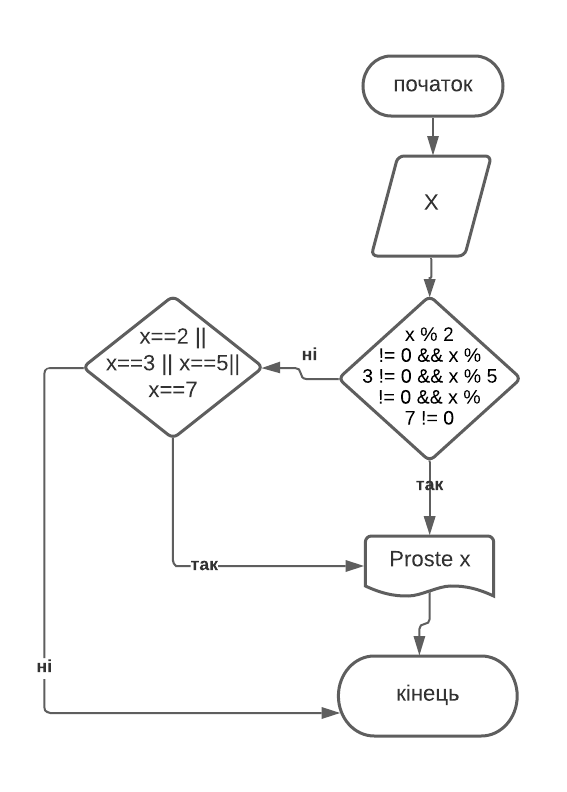 початок
X
x % 2
!= 0 && x %
3 != 0 && x % 5
!= 0 && x %
7 != 0
ні
x==2 ||
x==3 || x==5||
x==7
так
так
Proste x
ні
кінець